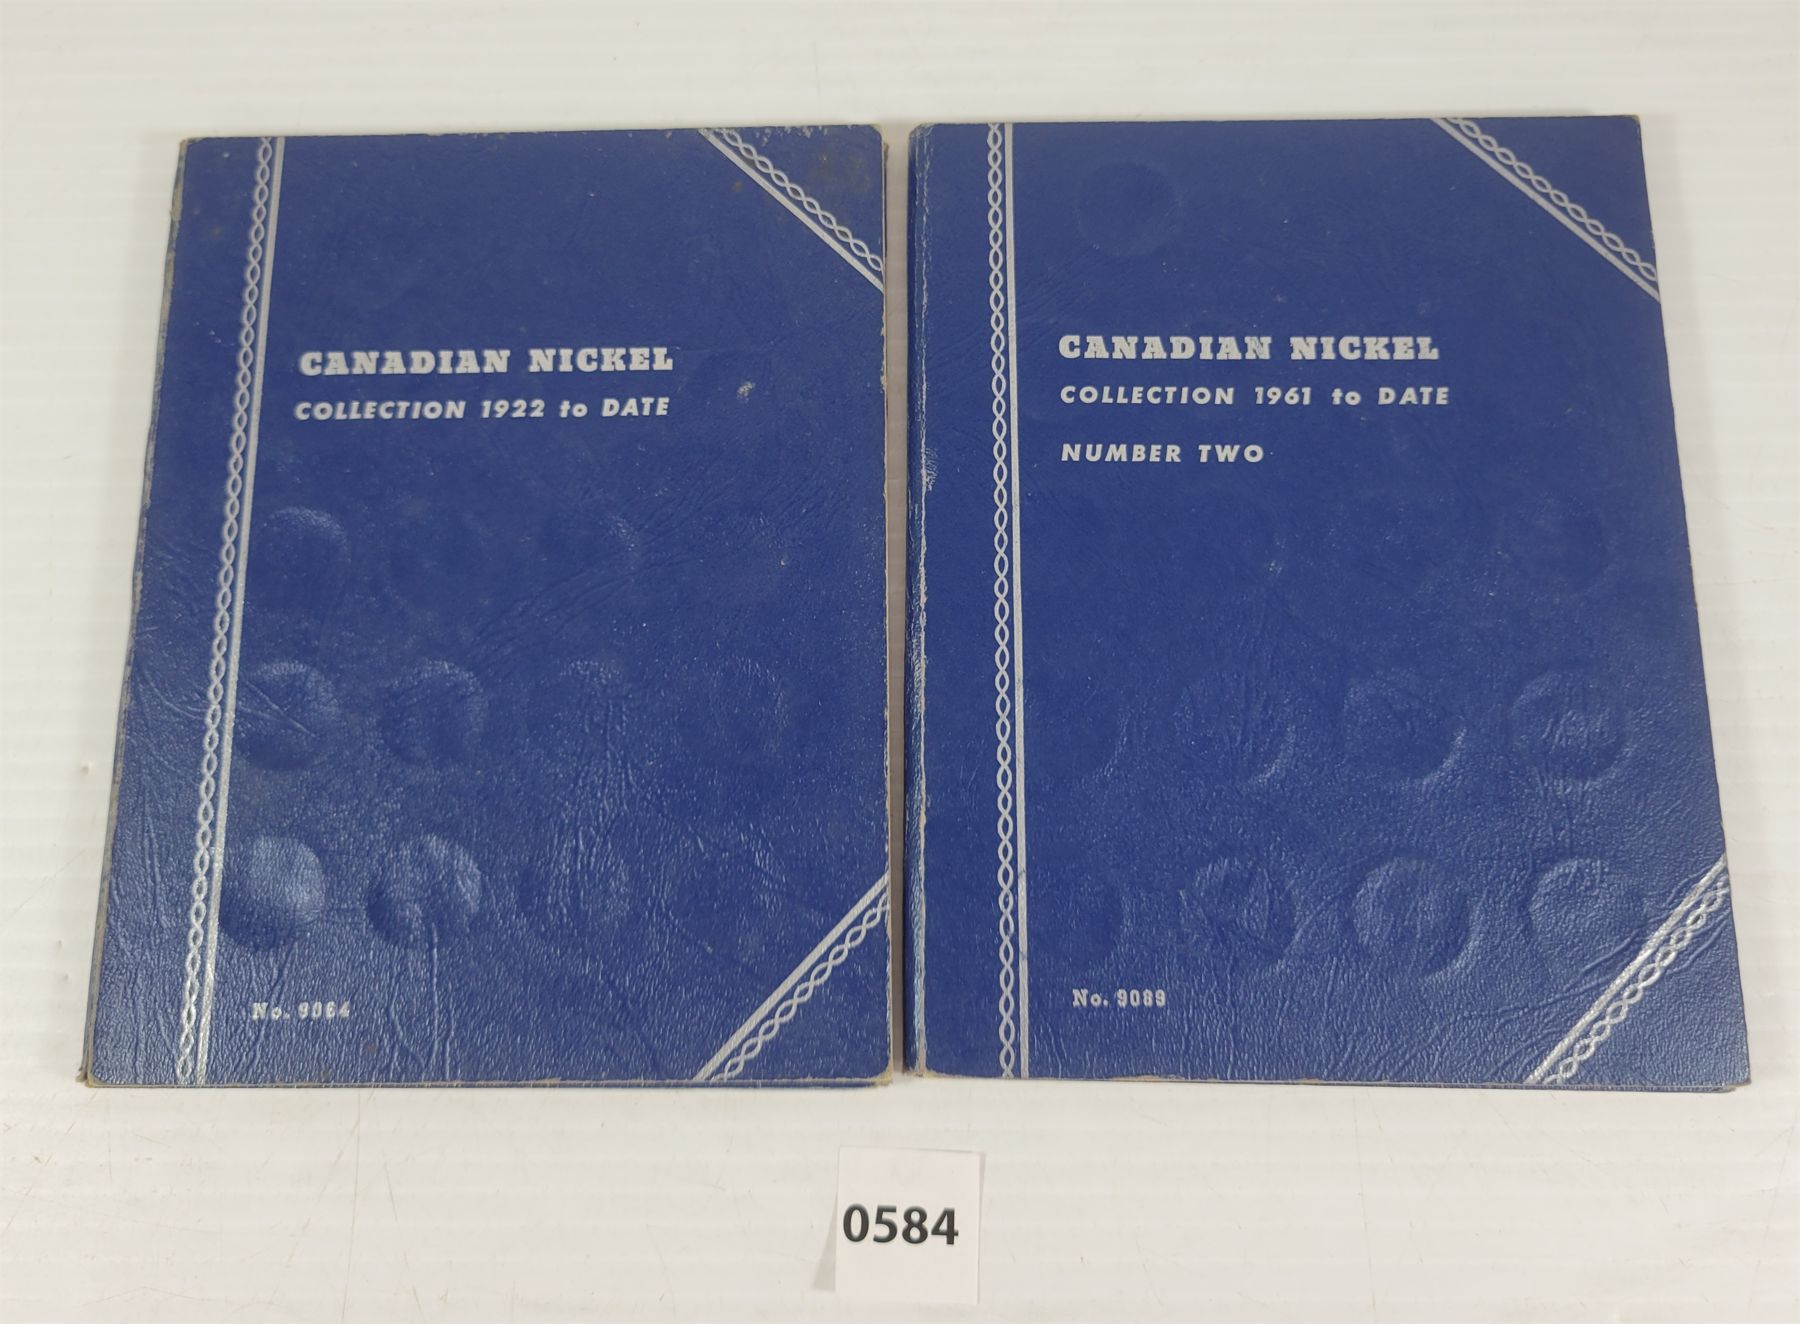 CANADIAN NICKEL
COLLECTION 1922 to DATE
No. 9064
CANADIAN NICKEL
COLLECTION 1961 to DATE
NUMBER TWO
No. 9089
0584